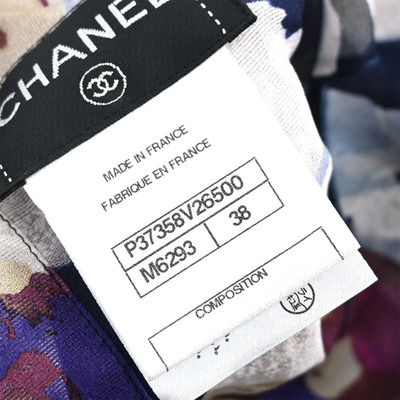 CHANEL
MADE IN FRANCE
FABRIQUE EN FRANCE
P37358V26500
M6293 38
COMPOSITION